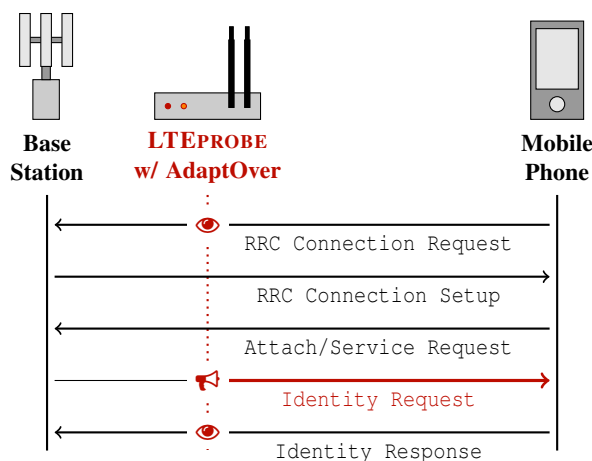 Base
Station
LTEPROBE
w/ AdaptOver
Mobile
Phone
RRC Connection Request
RRC Connection Setup
Attach/Service Request
Identity Request
Identity Response